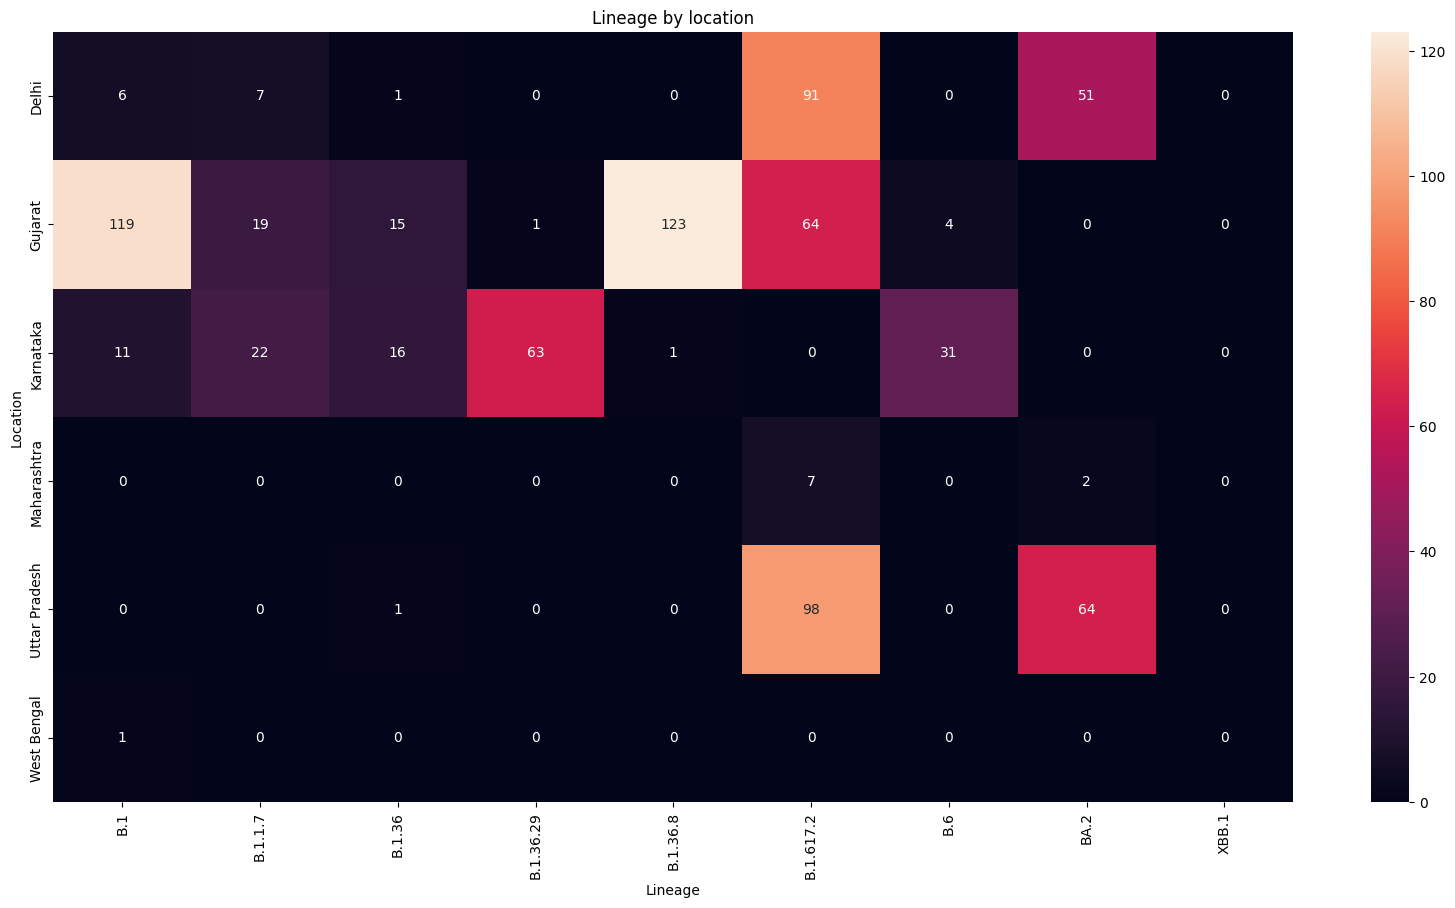 Lineage by location
Location
Delhi 6 7 1 0 0 91 0 51 0
Gujarat 119 19 15 1 123 64 4 0 0
Karnataka 11 22 16 63 1 0 31 0 0
Maharashtra 0 0 0 0 0 7 0 2 0
Uttar Pradesh 0 0 1 0 0 98 0 64 0
West Bengal 1 0 0 0 0 0 0 0 0
B.1 B.1.1.7 B.1.36 B.1.36.29 B.1.36.8 B.1.617.2 B.6 BA.2 XBB.1
Lineage
120
100
80
60
40
20
0